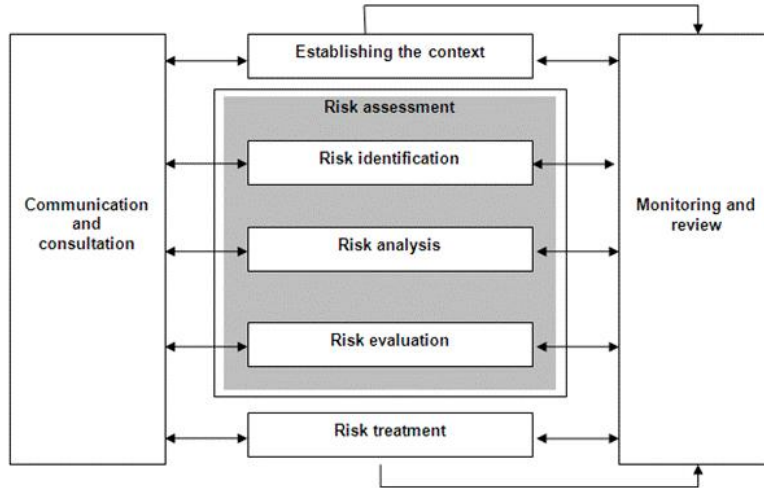 Establishing the context
Risk assessment
Risk identification
Communication
and
consultation
Monitoring and
review
Risk analysis
Risk evaluation
Risk treatment